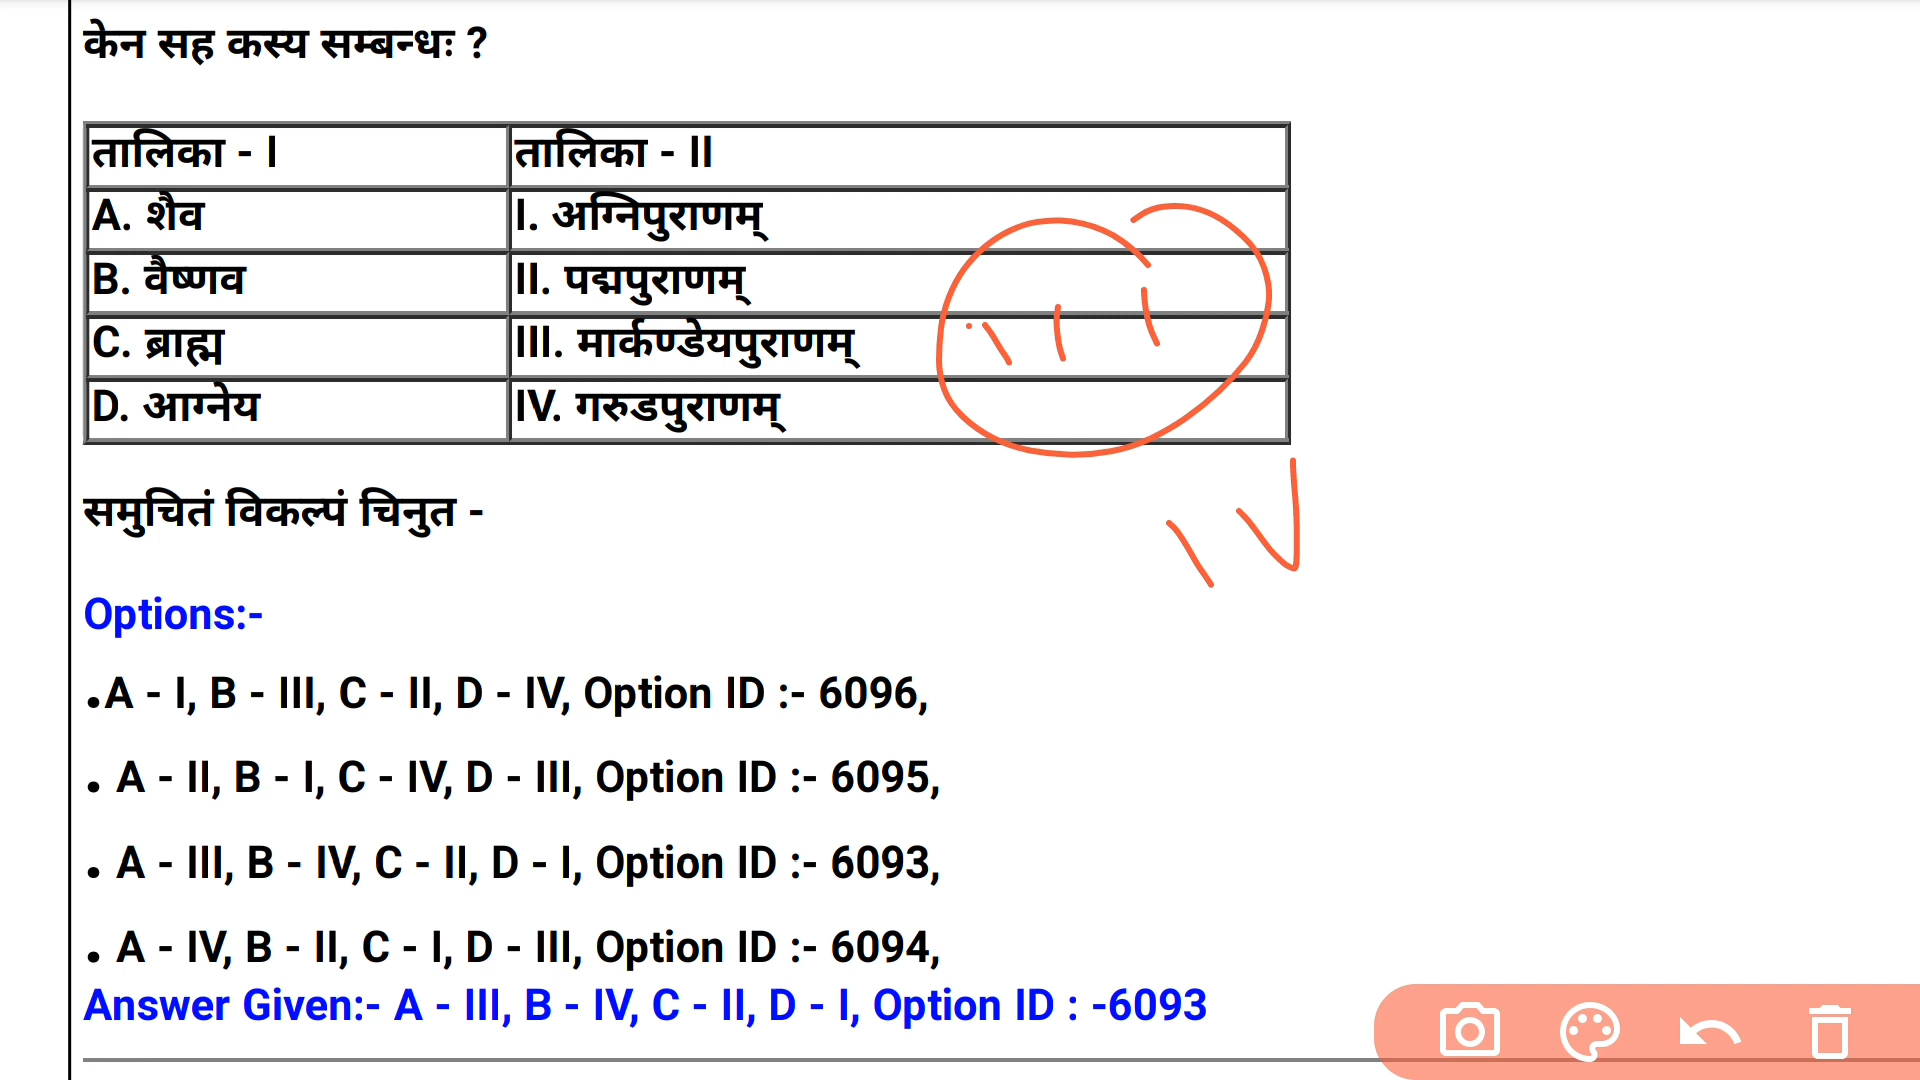 केन सह कस्य सम्बन्धः ?
तालिका - I तालिका - II
A. शैव I. अग्निपुराणम्
B. वैष्णव II. पद्मपुराणम्
C. ब्राह्म III. मार्कण्डेयपुराणम्
D. आग्नेय IV. गरुडपुराणम्
III
IV
समुचितं विकल्पं चिनुत -
Options:-
•A - I, B - III, C - II, D - IV, Option ID :- 6096,
• A - II, B - I, C - IV, D - III, Option ID :- 6095,
• A - III, B - IV, C - II, D - I, Option ID :- 6093,
• A - IV, B - II, C - I, D - III, Option ID :- 6094,
Answer Given:- A - III, B - IV, C - II, D - I, Option ID : -6093